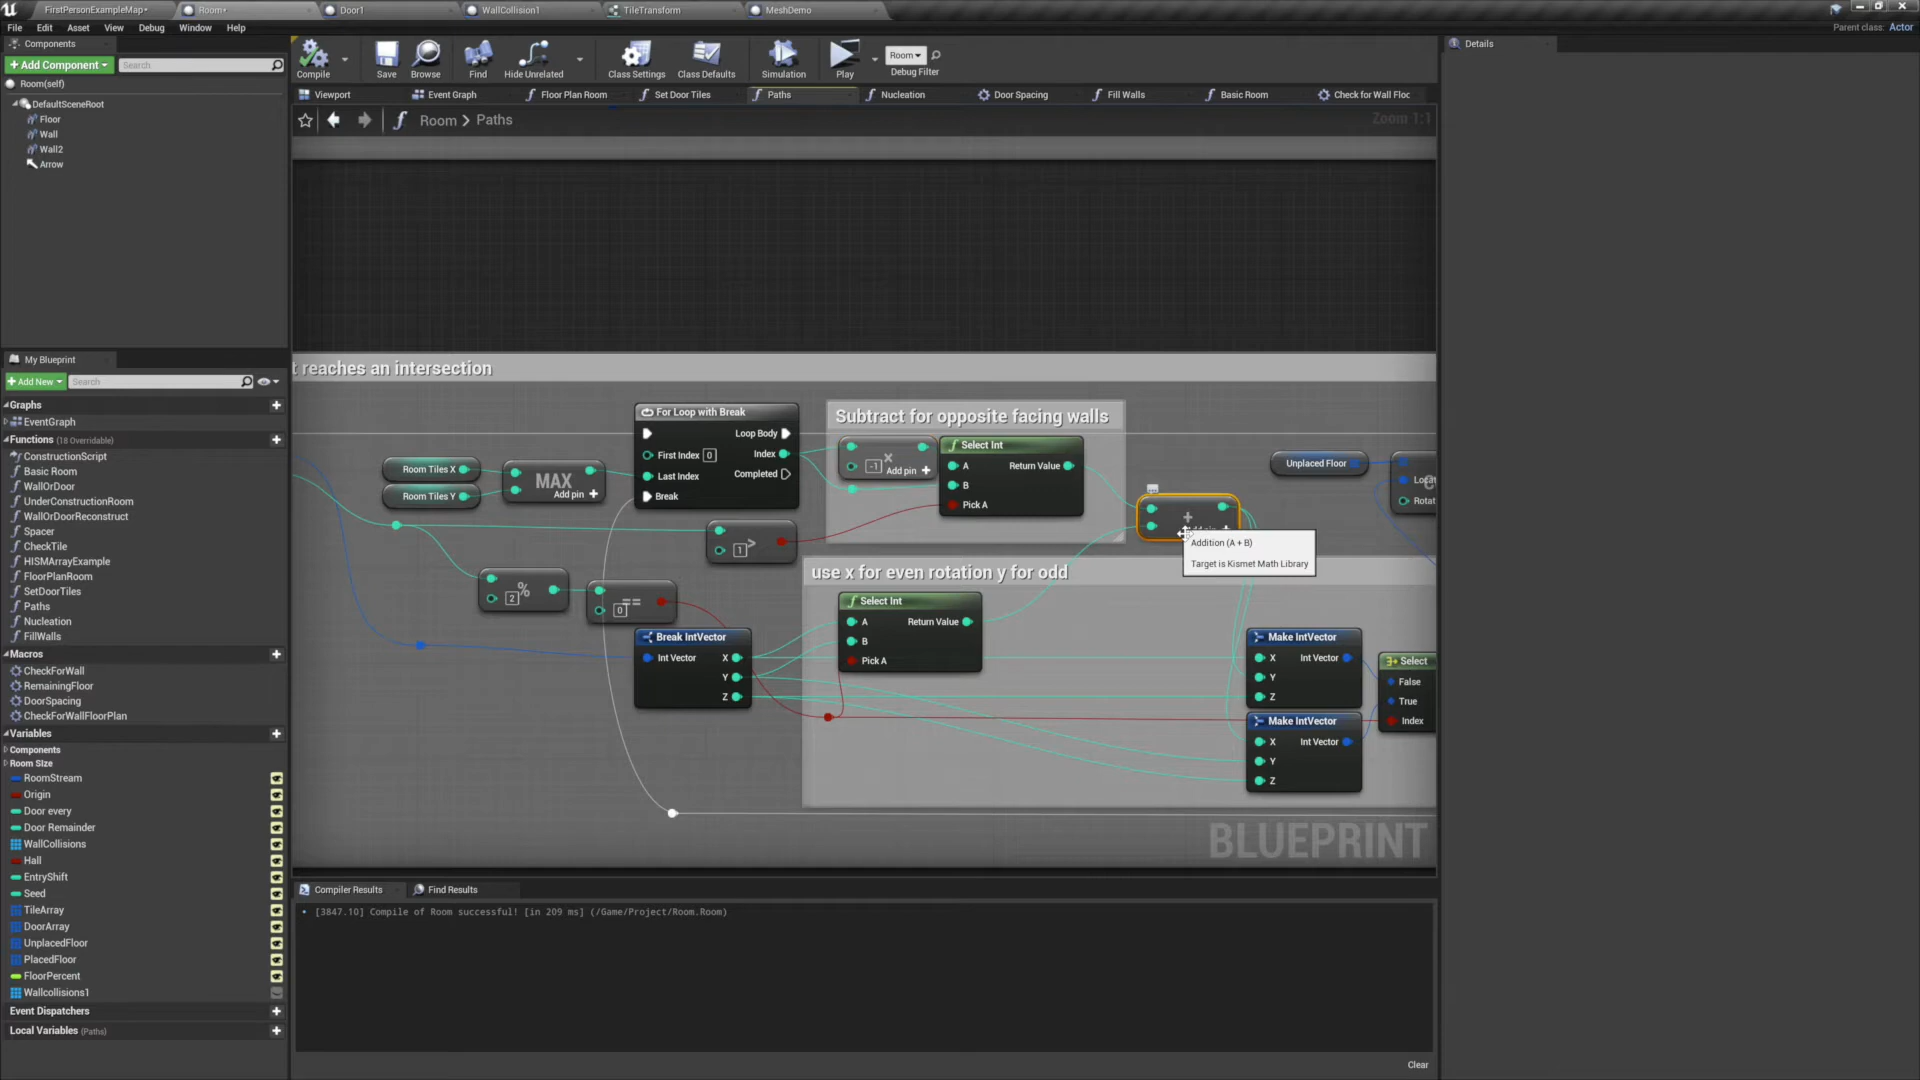 FirstPersonExampleMap•
Room•
Door1
WallCollision1
TileTransform
MeshDemo
File Edit Asset View Debug Window Help
Parent class: Actor
Components
+ Add Component
Search
Room(self)
DefaultSceneRoot
Floor
Wall
Wall2
Arrow
Compile
Save
Browse
Find
Hide Unrelated
Class Settings
Class Defaults
Simulation
Play
Room
Debug Filter
Details
Viewport
Event Graph
Floor Plan Room
Set Door Tiles
Paths
Nucleation
Door Spacing
Fill Walls
Basic Room
Check for Wall Floc
Room > Paths
Zoom 1:1
t reaches an intersection
Room Tiles X
Room Tiles Y
MAX
Add pin +
For Loop with Break
Loop Body
First Index 0
Index
Last Index
Completed
Break
Subtract for opposite facing walls
×
-1
Add pin +
Select Int
A
Return Value
B
Pick A
1 >
+
Addition (A + B)
Target is Kismet Math Library
Unplaced Floor
Locat
Rotat
% 2
== 0
use x for even rotation y for odd
Select Int
A
Return Value
B
Pick A
Break IntVector
Int Vector
X
Y
Z
Make IntVector
X
Int Vector
Y
Z
Make IntVector
X
Int Vector
Y
Z
Select
False
True
Index
BLUEPRINT
My Blueprint
+ Add New
Search
Graphs
EventGraph
Functions (18 Overridable)
ConstructionScript
Basic Room
WallOrDoor
UnderConstructionRoom
WallOrDoorReconstruct
Spacer
CheckTile
HISMArrayExample
FloorPlanRoom
SetDoorTiles
Paths
Nucleation
FillWalls
Macros
CheckForWall
RemainingFloor
DoorSpacing
CheckForWallFloorPlan
Variables
Components
Room Size
RoomStream
Origin
Door every
Door Remainder
WallCollisions
Hall
EntryShift
Seed
TileArray
DoorArray
UnplacedFloor
PlacedFloor
FloorPercent
Wallcollisions1
Event Dispatchers
Local Variables (Paths)
Compiler Results
Find Results
• [3847.10] Compile of Room successful! [in 209 ms] (/Game/Project/Room.Room)
Clear